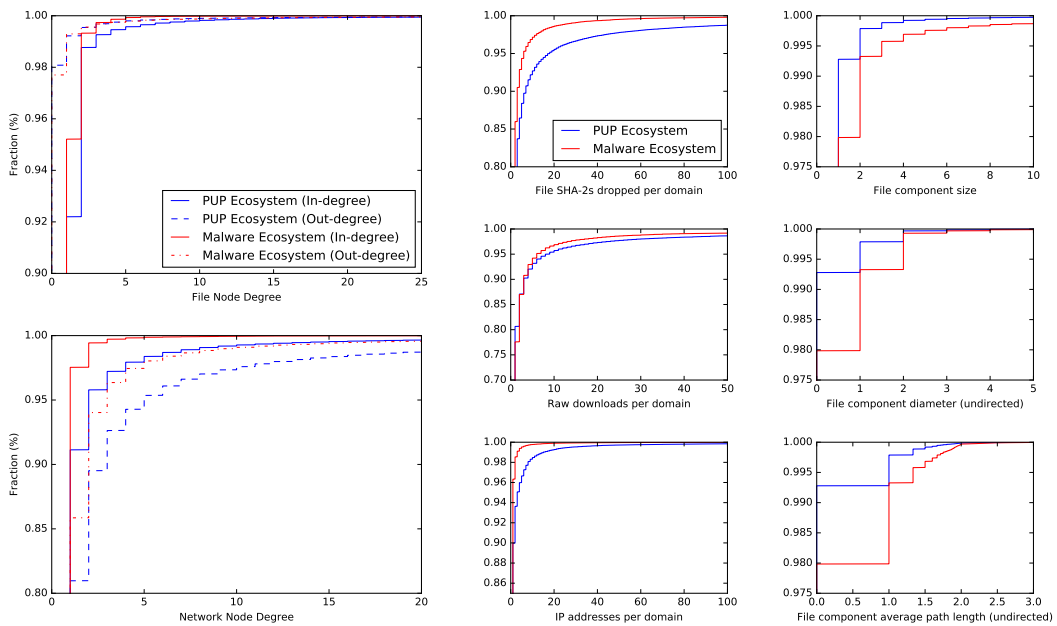 1.00
0.98
0.96
0.94
0.92
0.90
Fraction (%)
PUP Ecosystem (In-degree)
PUP Ecosystem (Out-degree)
Malware Ecosystem (In-degree)
Malware Ecosystem (Out-degree)
0 5 10 15 20 25
File Node Degree
1.00
0.95
0.90
0.85
0.80
Fraction (%)
0 5 10 15 20
Network Node Degree
1.00
0.95
0.90
0.85
0.80
PUP Ecosystem
Malware Ecosystem
0 20 40 60 80 100
File SHA-2s dropped per domain
1.00
0.95
0.90
0.85
0.80
0.75
0.70
0 10 20 30 40 50
Raw downloads per domain
1.00
0.98
0.96
0.94
0.92
0.90
0.88
0.86
0 20 40 60 80 100
IP addresses per domain
1.000
0.995
0.990
0.985
0.980
0.975
0 2 4 6 8 10
File component size
1.000
0.995
0.990
0.985
0.980
0.975
0 1 2 3 4 5
File component diameter (undirected)
1.000
0.995
0.990
0.985
0.980
0.975
0.0 0.5 1.0 1.5 2.0 2.5 3.0
File component average path length (undirected)